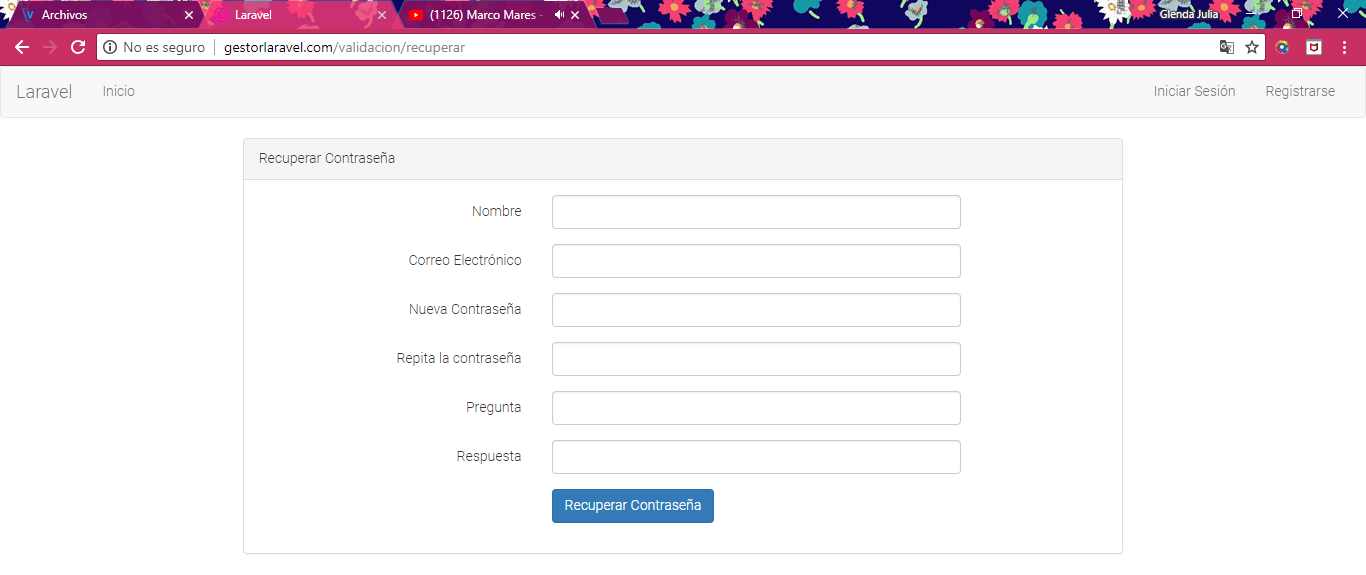 Archivos
Laravel
(1126) Marco Mares -
Glenda Julia
No es seguro
gestorlaravel.com/validacion/recuperar
Laravel
Inicio
Iniciar Sesión
Registrarse
Recuperar Contraseña
Nombre
Correo Electrónico
Nueva Contraseña
Repita la contraseña
Pregunta
Respuesta
Recuperar Contraseña